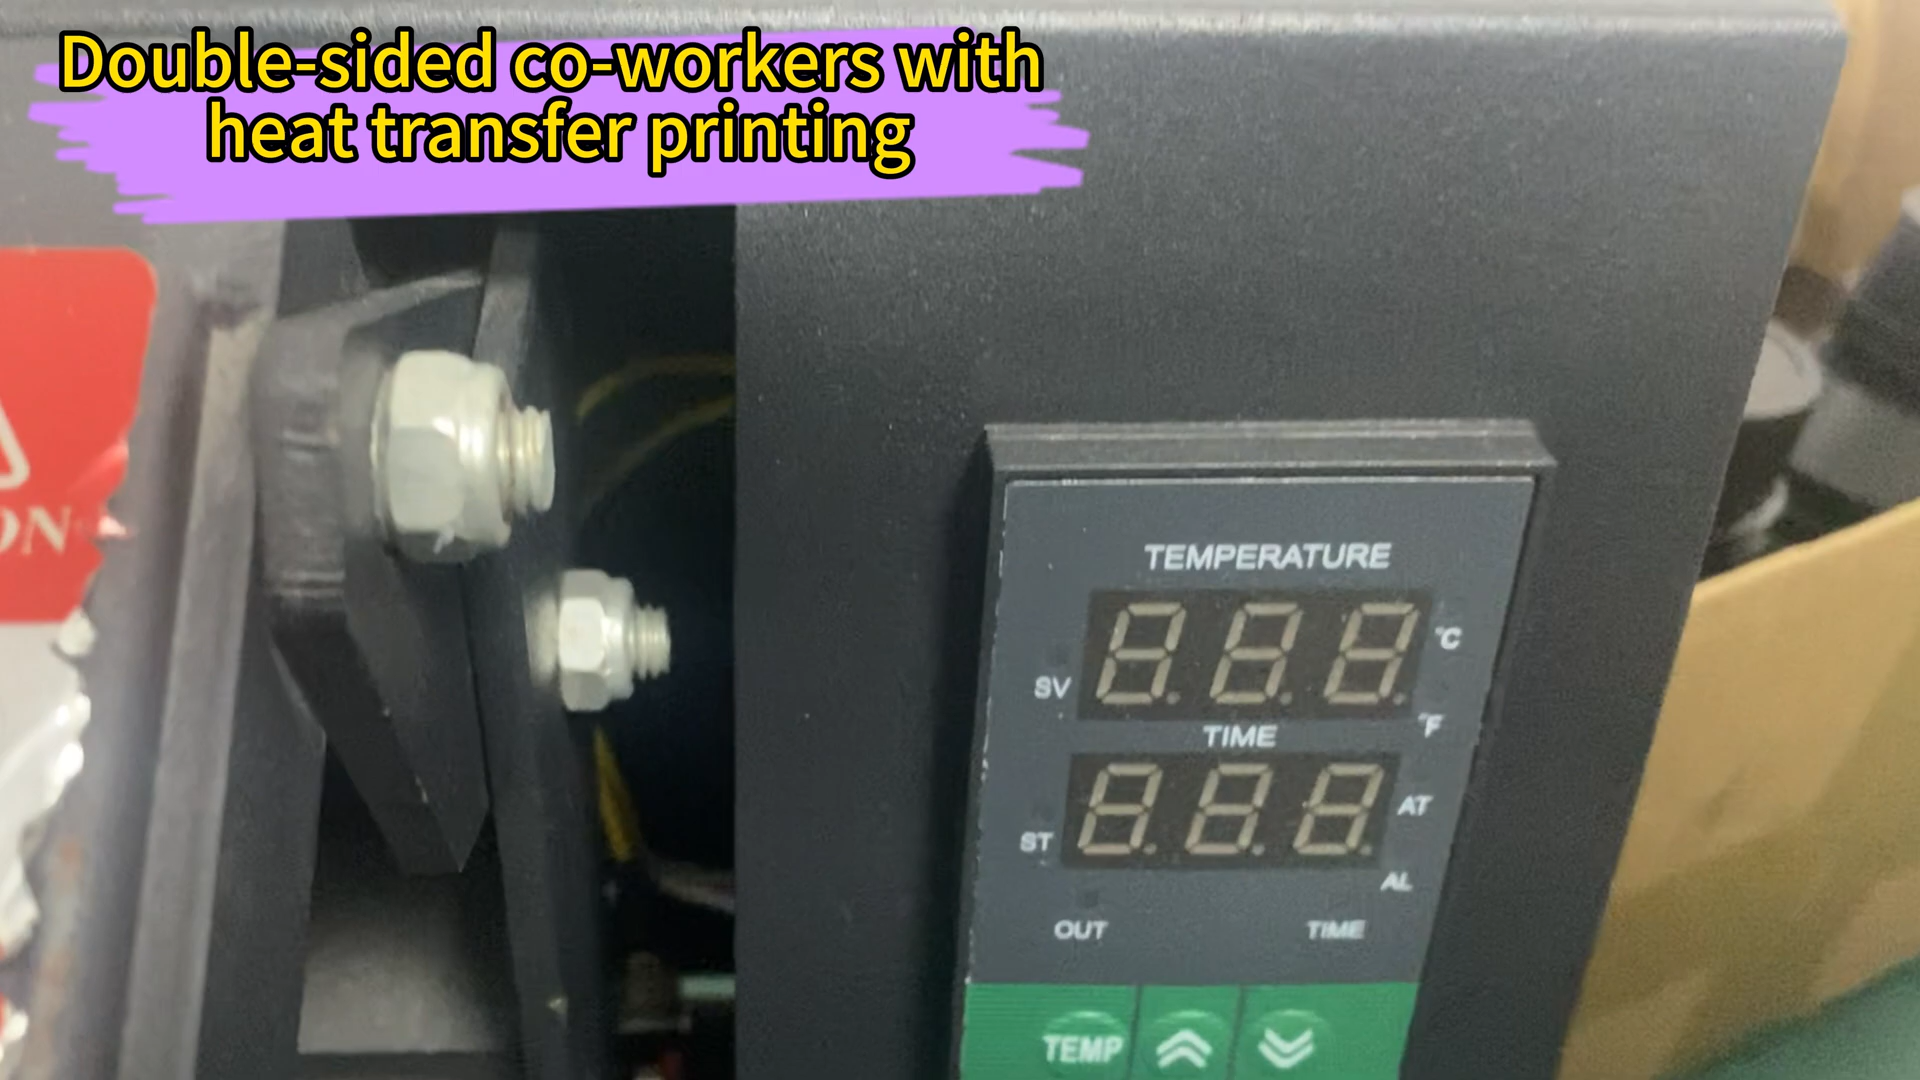 Double-sided co-workers with
heat transfer printing
TEMPERATURE
°C
SV
°F
TIME
AT
ST
AL
OUT TIME
TEMP